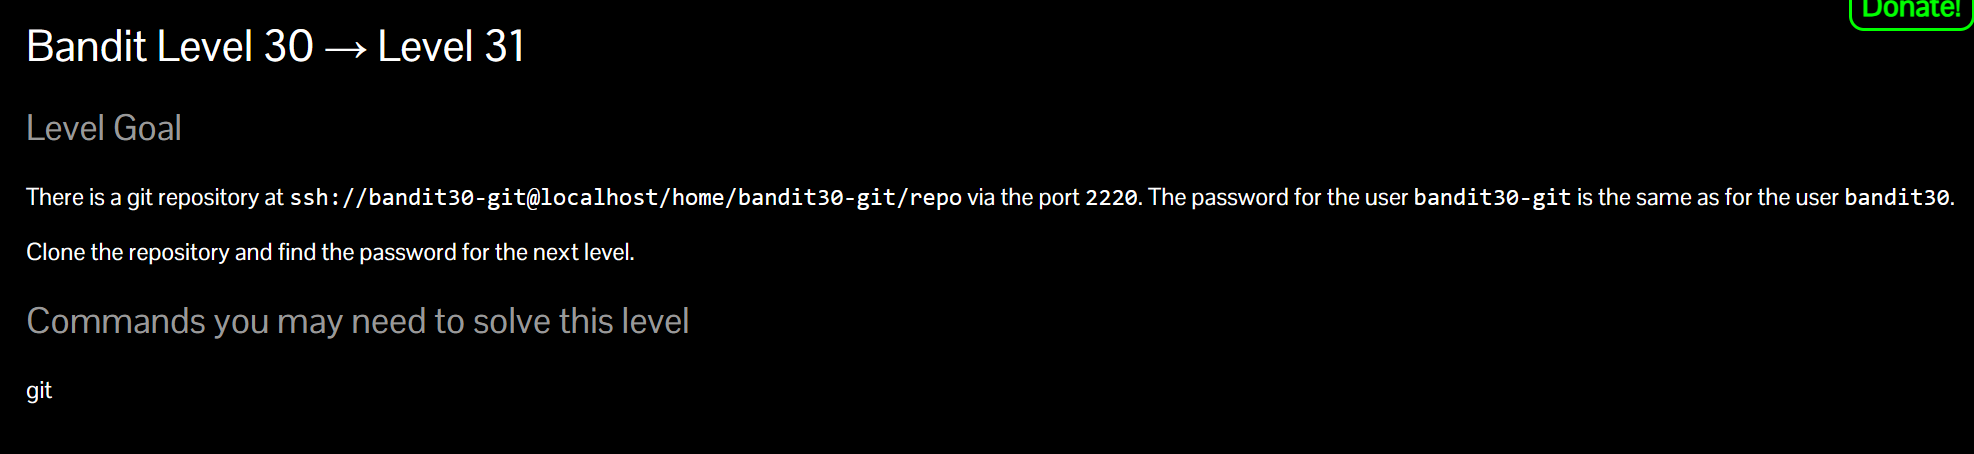 Donate!
Bandit Level 30 → Level 31
Level Goal
There is a git repository at ssh://bandit30-git@localhost/home/bandit30-git/repo via the port 2220. The password for the user bandit30-git is the same as for the user bandit30.
Clone the repository and find the password for the next level.
Commands you may need to solve this level
git